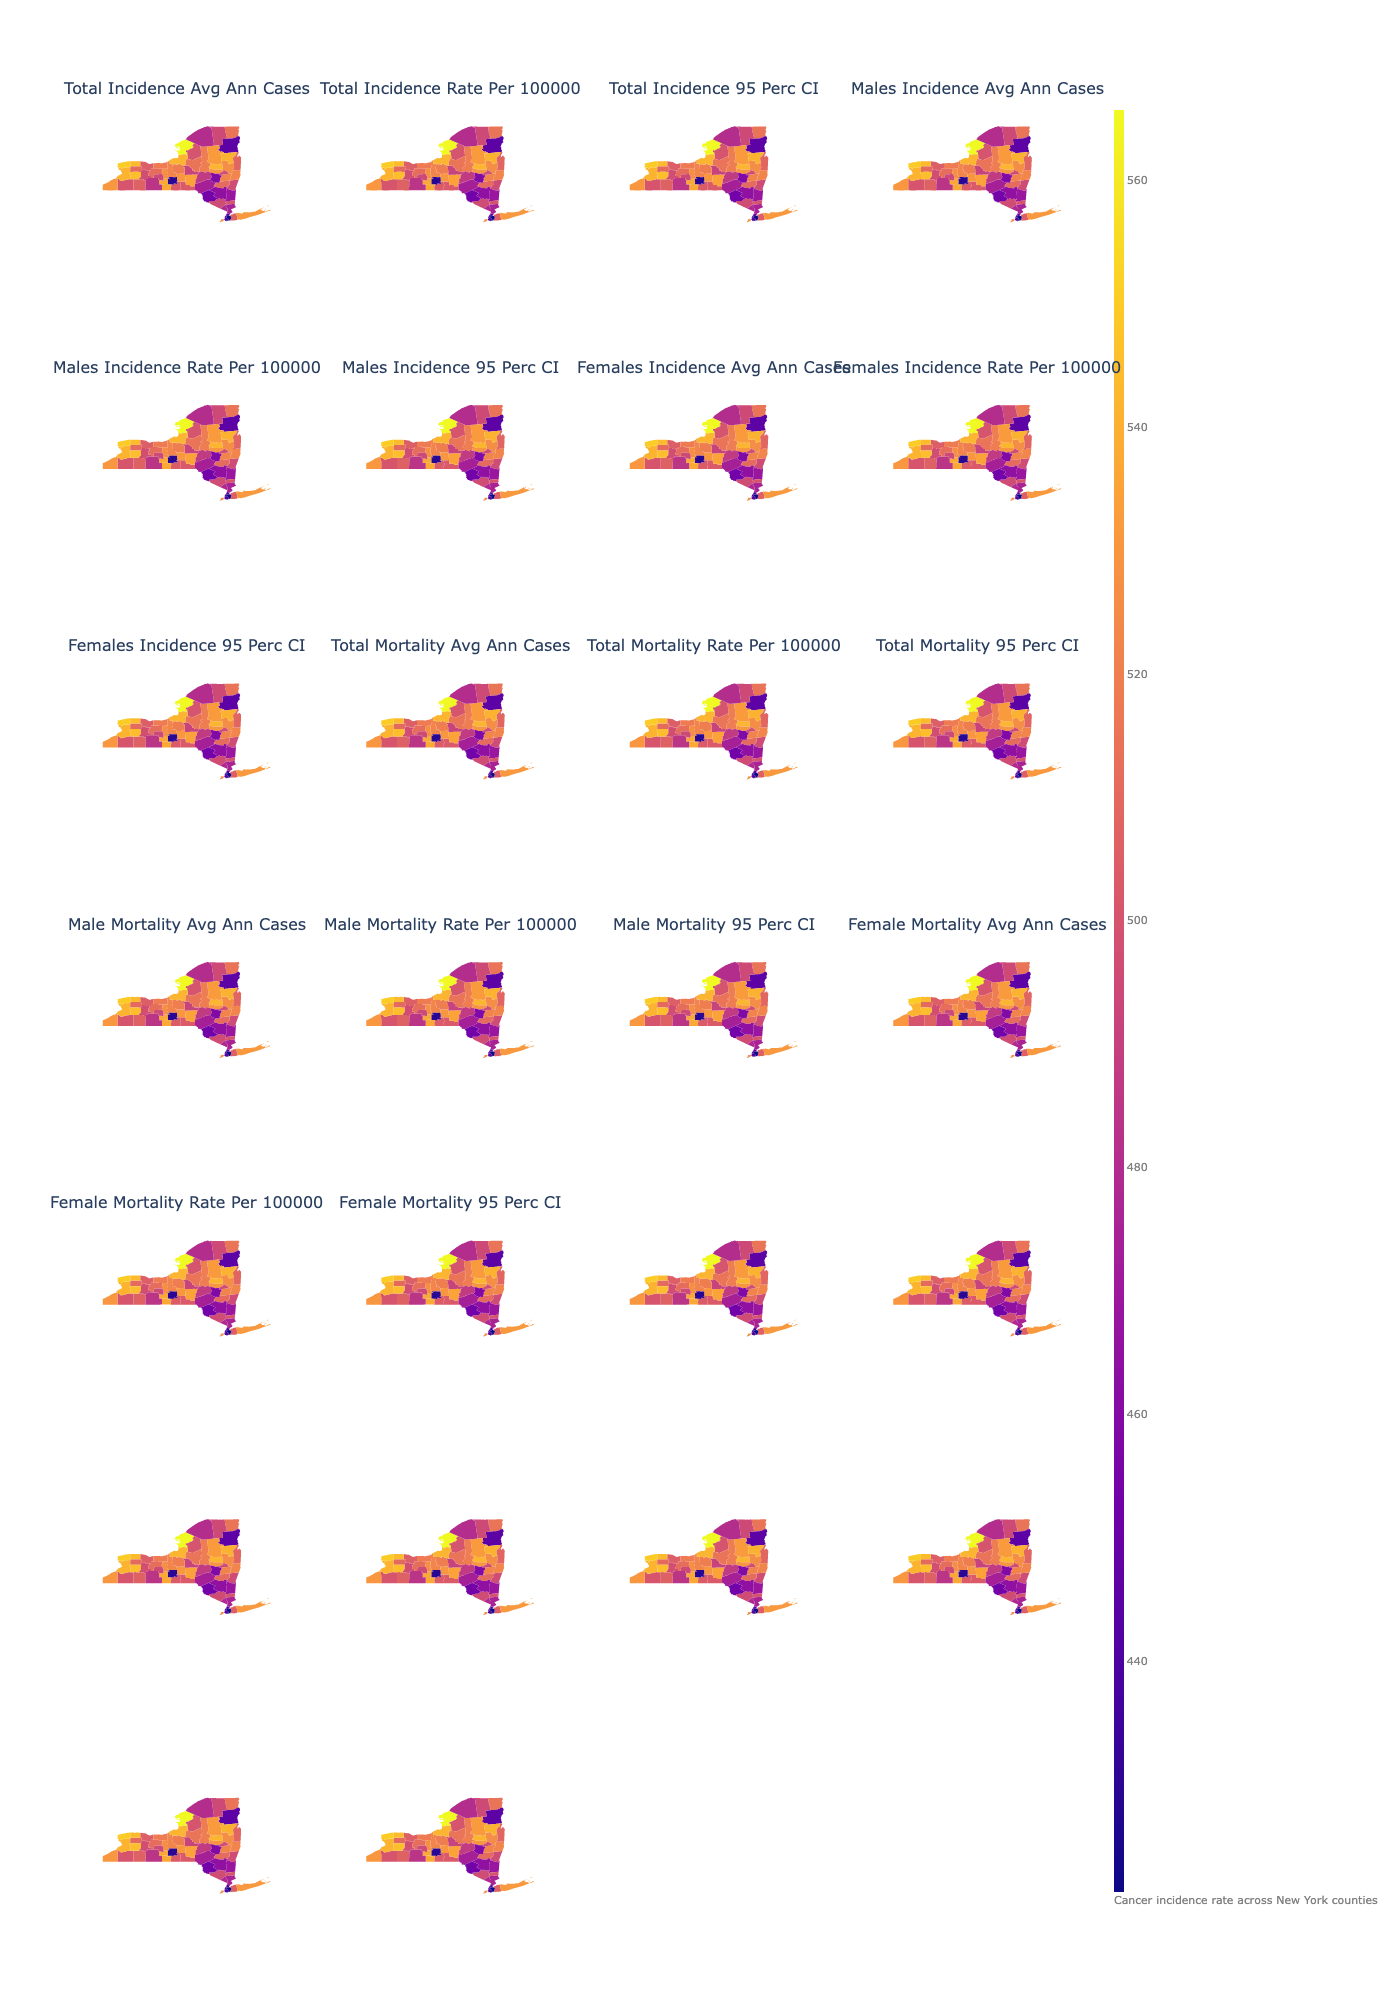 Total Incidence Avg Ann Cases
Total Incidence Rate Per 100000
Total Incidence 95 Perc CI
Males Incidence Avg Ann Cases
Males Incidence Rate Per 100000
Males Incidence 95 Perc CI
Females Incidence Avg Ann Cases
Females Incidence Rate Per 100000
Females Incidence 95 Perc CI
Total Mortality Avg Ann Cases
Total Mortality Rate Per 100000
Total Mortality 95 Perc CI
Male Mortality Avg Ann Cases
Male Mortality Rate Per 100000
Male Mortality 95 Perc CI
Female Mortality Avg Ann Cases
Female Mortality Rate Per 100000
Female Mortality 95 Perc CI
560
540
520
500
480
460
440
Cancer incidence rate across New York counties